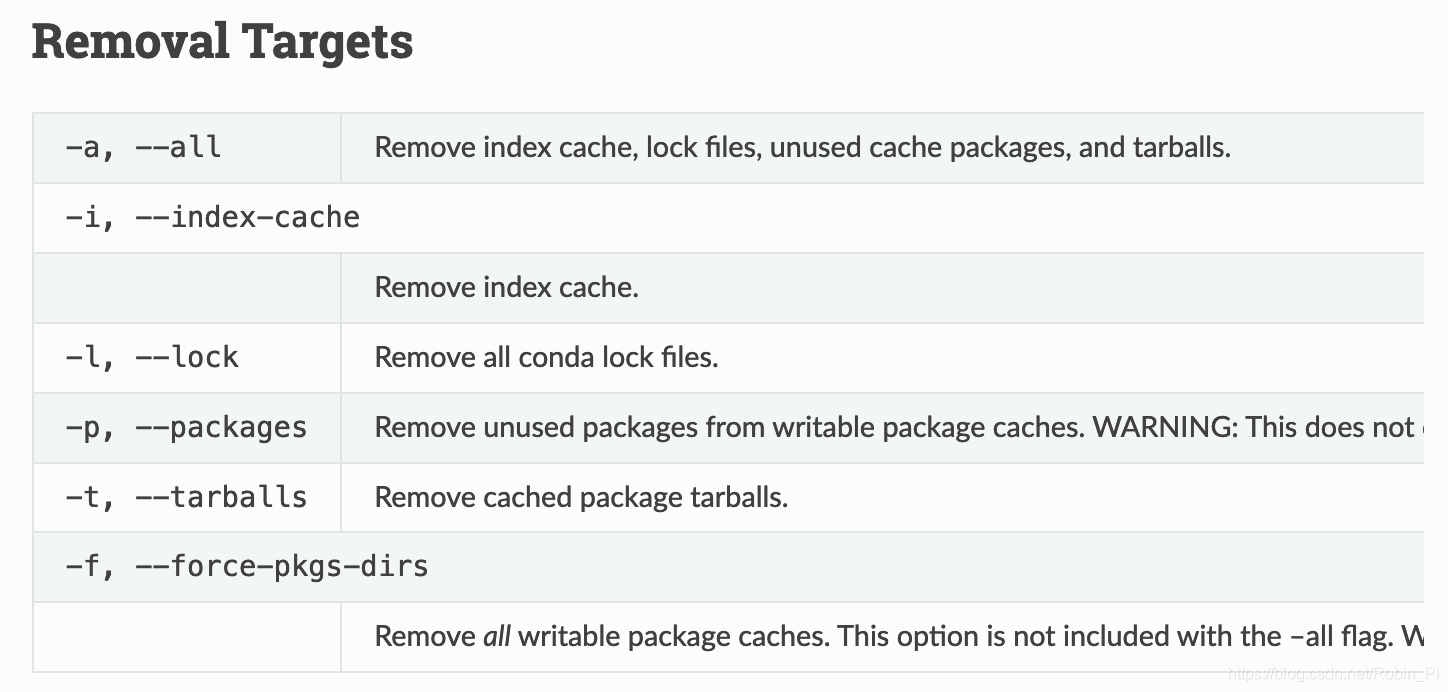 Removal Targets
-a, --all Remove index cache, lock files, unused cache packages, and tarballs.
-i, --index-cache
Remove index cache.
-l, --lock Remove all conda lock files.
-p, --packages Remove unused packages from writable package caches. WARNING: This does not
-t, --tarballs Remove cached package tarballs.
-f, --force-pkgs-dirs
Remove all writable package caches. This option is not included with the –all flag.
https://blog.csdn.net/Robin_Pi